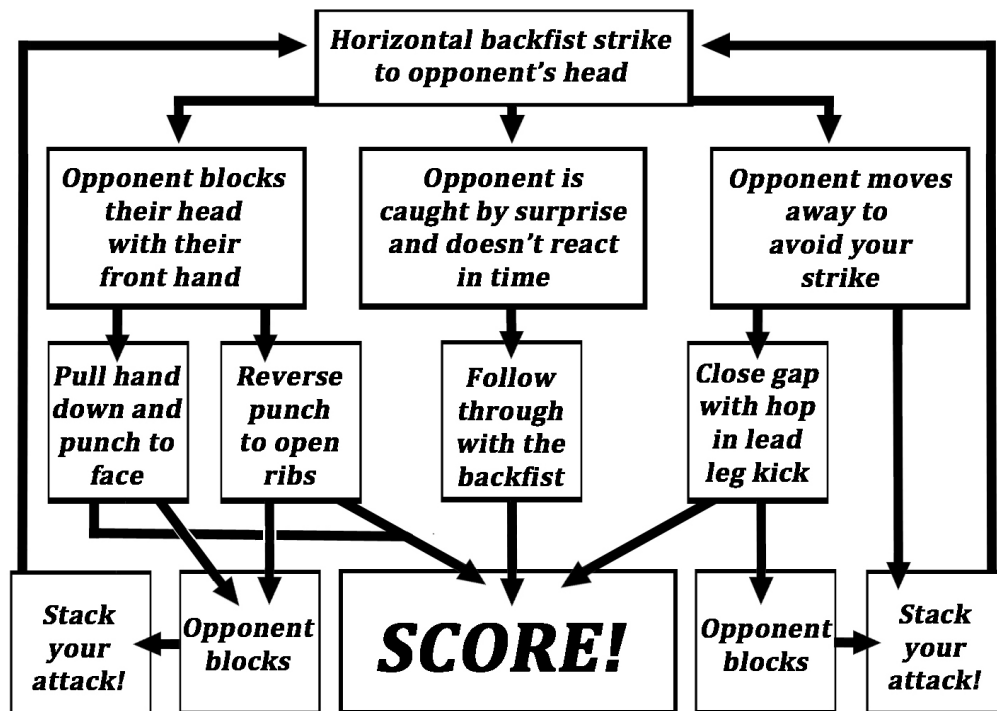 Horizontal backfist strike
to opponent's head
Opponent blocks
their head
with their
front hand
Opponent is
caught by surprise
and doesn't react
in time
Opponent moves
away to
avoid your
strike
Pull hand
down and
punch to
face
Reverse
punch
to open
ribs
Follow
through
with the
backfist
Close gap
with hop
in lead
leg kick
Stack
your
attack!
Opponent
blocks
SCORE!
Opponent
blocks
Stack
your
attack!